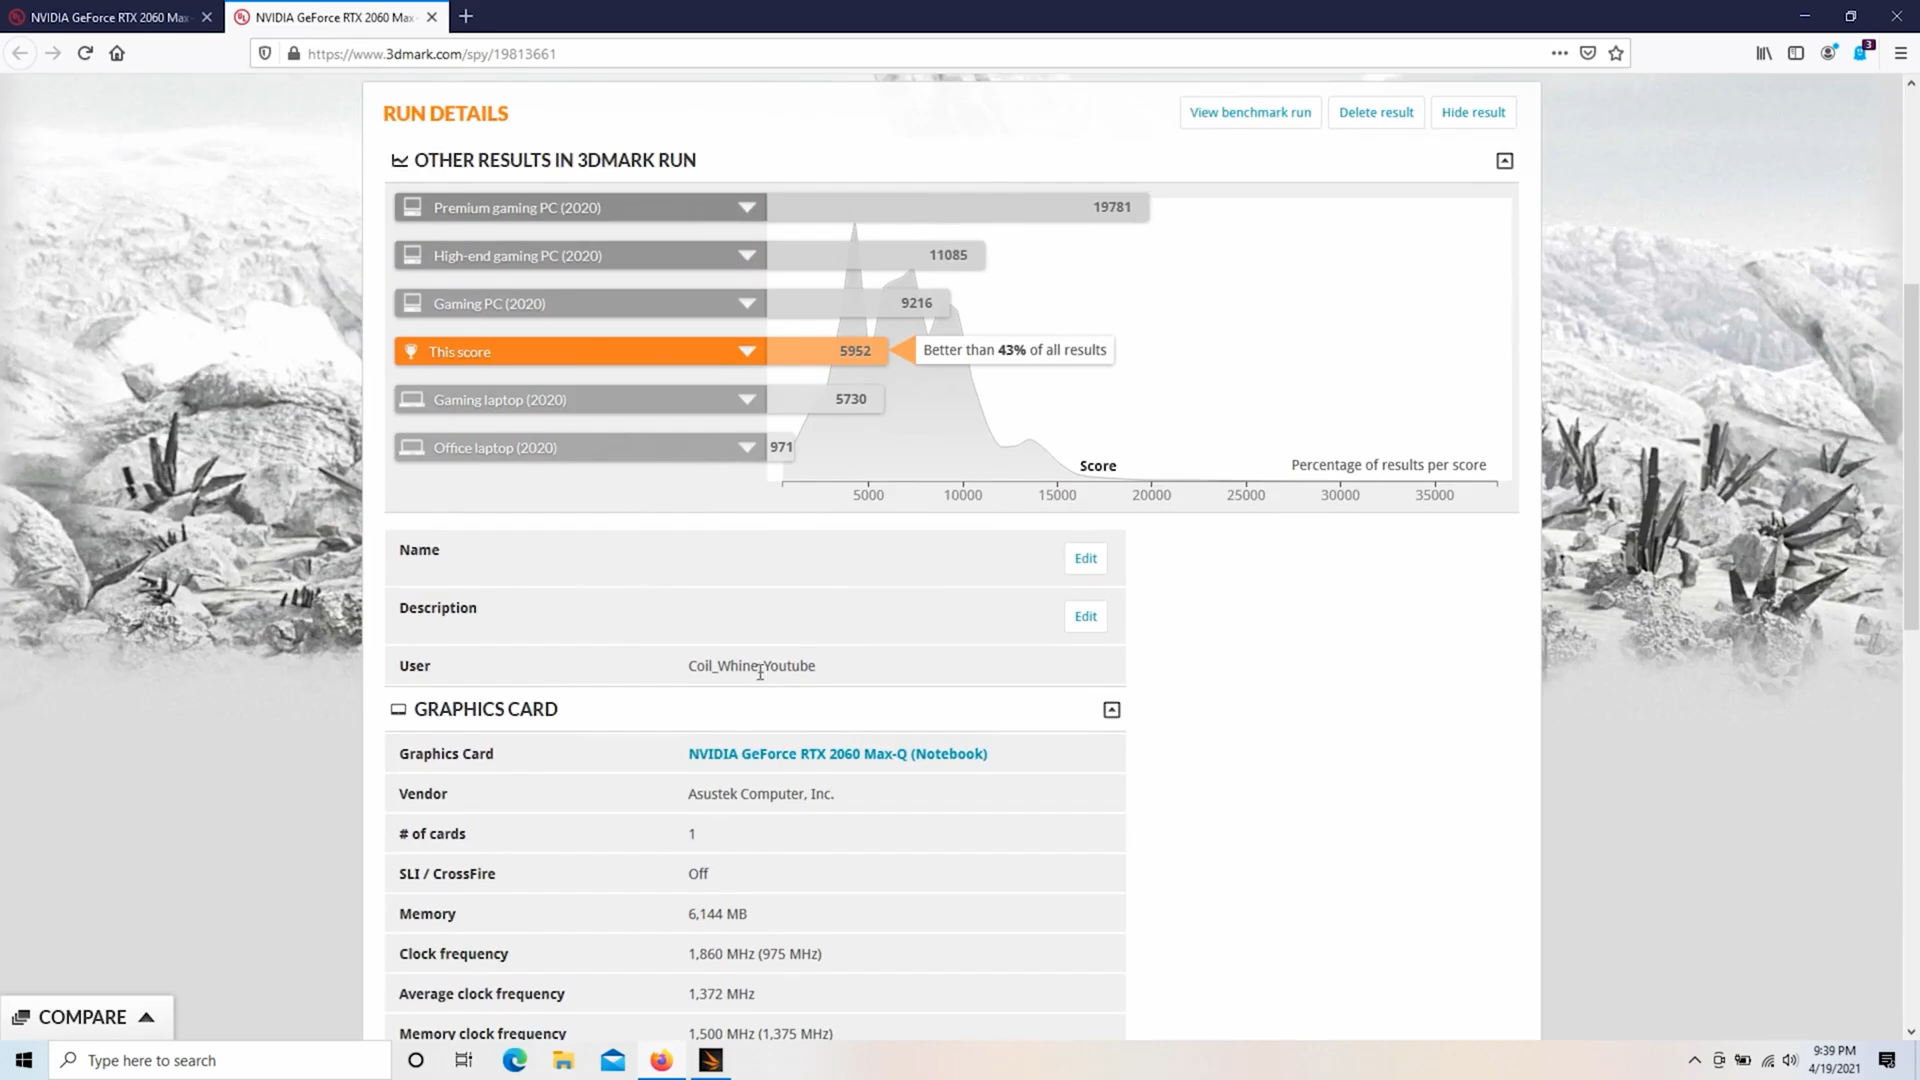 NVIDIA GeForce RTX 2060 Max-
NVIDIA GeForce RTX 2060 Max-
https://www.3dmark.com/spy/19813661
3
RUN DETAILS
View benchmark run
Delete result
Hide result
OTHER RESULTS IN 3DMARK RUN
Premium gaming PC (2020)
19781
High-end gaming PC (2020)
11085
Gaming PC (2020)
9216
This score
5952
Better than 43% of all results
Gaming laptop (2020)
5730
Office laptop (2020)
971
Score
Percentage of results per score
5000 10000 15000 20000 25000 30000 35000
Name
Edit
Description
Edit
User Coil_Whine_Youtube
GRAPHICS CARD
Graphics Card NVIDIA GeForce RTX 2060 Max-Q (Notebook)
Vendor Asustek Computer, Inc.
# of cards 1
SLI / CrossFire Off
Memory 6,144 MB
Clock frequency 1,860 MHz (975 MHz)
Average clock frequency 1,372 MHz
Memory clock frequency 1,500 MHz (1,375 MHz)
COMPARE
Type here to search
9:39 PM
4/19/2021